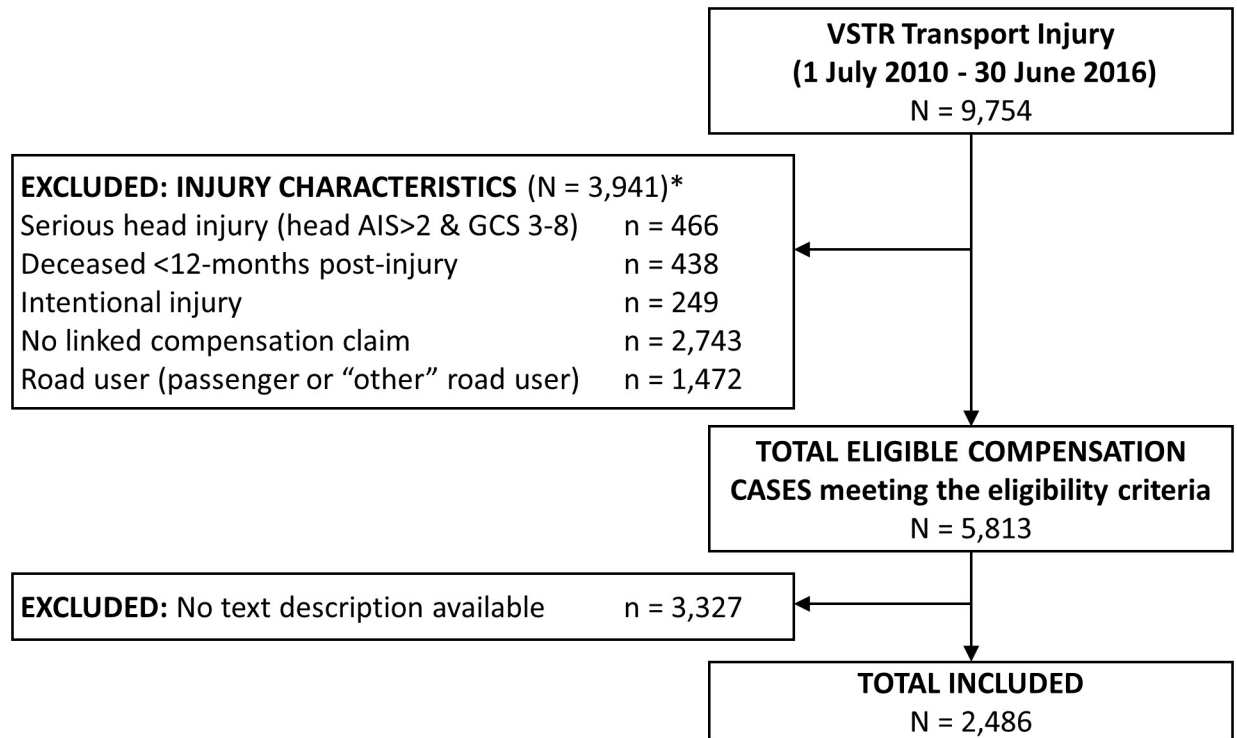 VSTR Transport Injury
(1 July 2010 - 30 June 2016)
N = 9,754
EXCLUDED: INJURY CHARACTERISTICS (N = 3,941)*
Serious head injury (head AIS>2 & GCS 3-8) n = 466
Deceased <12-months post-injury n = 438
Intentional injury n = 249
No linked compensation claim n = 2,743
Road user (passenger or “other” road user) n = 1,472
TOTAL ELIGIBLE COMPENSATION
CASES meeting the eligibility criteria
N = 5,813
EXCLUDED: No text description available n = 3,327
TOTAL INCLUDED
N = 2,486